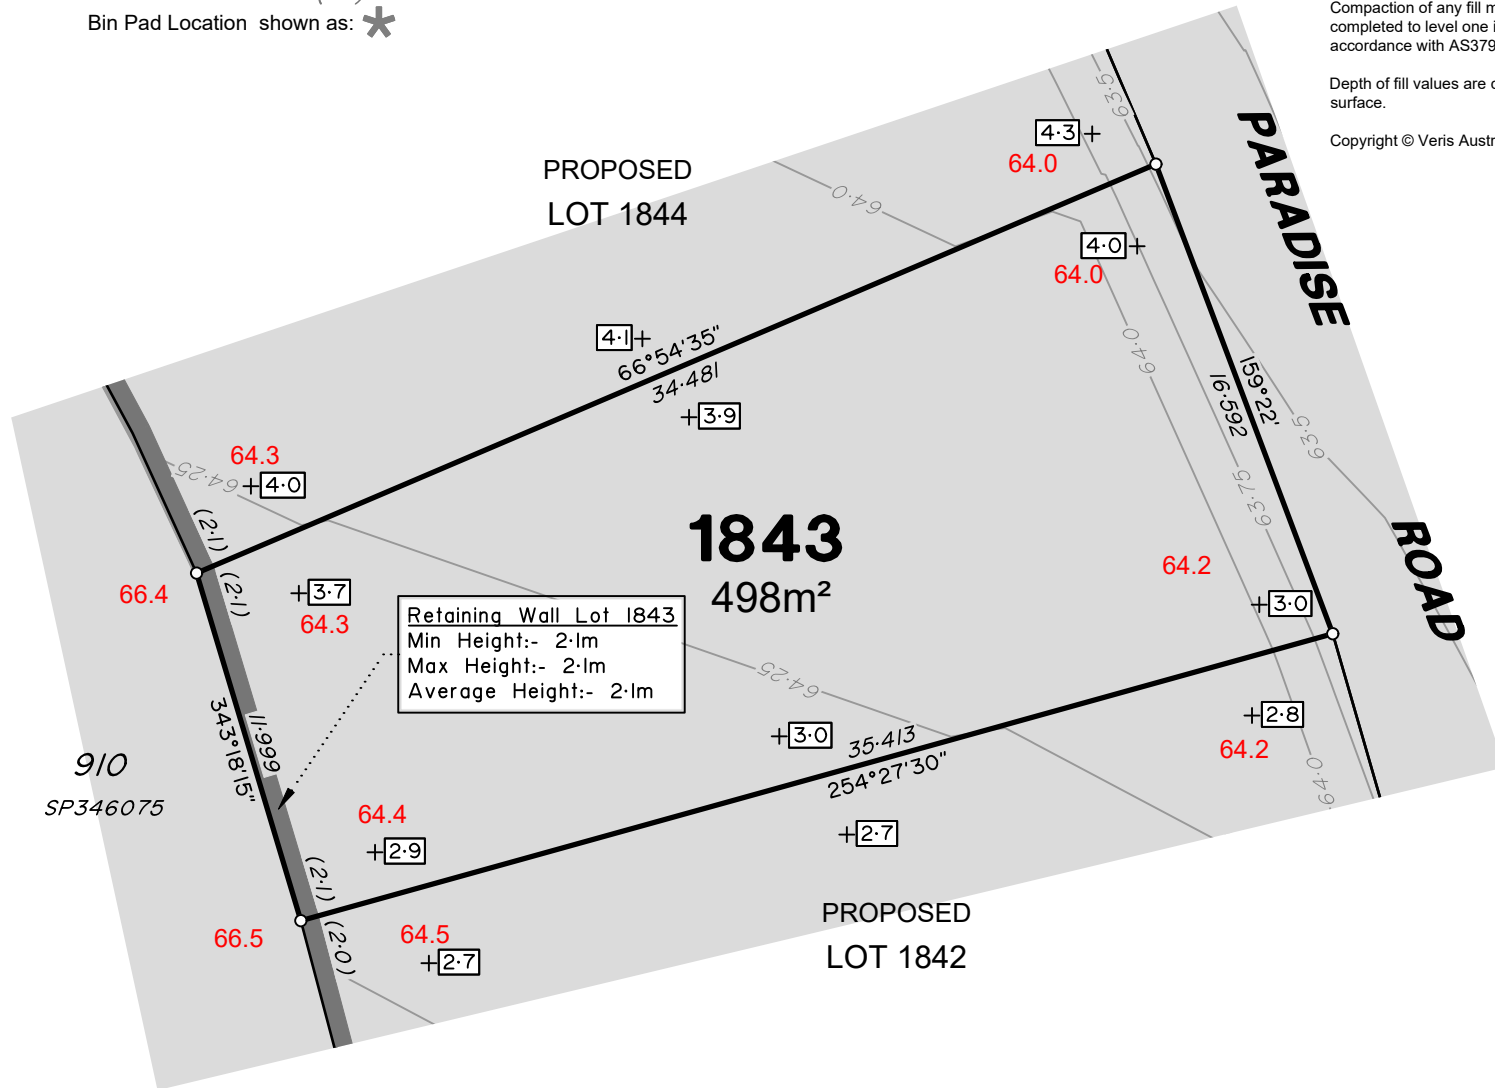 Bin Pad Location shown as:
Compaction of any fill m
completed to level one i
accordance with AS379
Depth of fill values are
surface.
Copyright © Veris Austr
PROPOSED
LOT 1844
64·0
63·5
4·3
64.0
4·0
64.0
PARADISE
ROAD
4·1
66°54'35"
34·481
3·9
64·0
159°22'
16·592
63·5
63·75
64.3
64·25
4·0
(2·1)
(2·1)
66.4
3·7
64.3
1843
498m²
64.2
3·0
Retaining Wall Lot 1843
Min Height:- 2·1m
Max Height:- 2·1m
Average Height:- 2·1m
64·25
343°18'15"
11·999
3·0
35·413
254°27'30"
2·8
64.2
64·0
910
SP346075
64.4
2·9
2·7
(2·1)
(2·0)
66.5
64.5
2·7
PROPOSED
LOT 1842